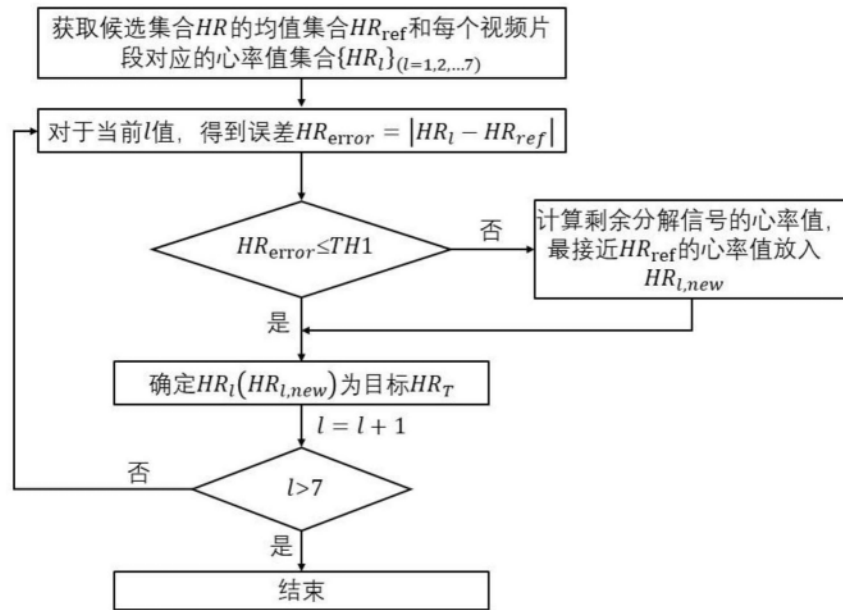 获取候选集合HR的均值集合HR_ref和每个视频片
段对应的心率值集合{HR_l}_(l=1,2,…7)
对于当前l值，得到误差HR_error = |HR_l − HR_ref|
HR_error≤TH1
否
计算剩余分解信号的心率值，
最接近HR_ref的心率值放入
HR_l,new
是
确定HR_l(HR_l,new)为目标HR_T
l = l + 1
否
l>7
是
结束